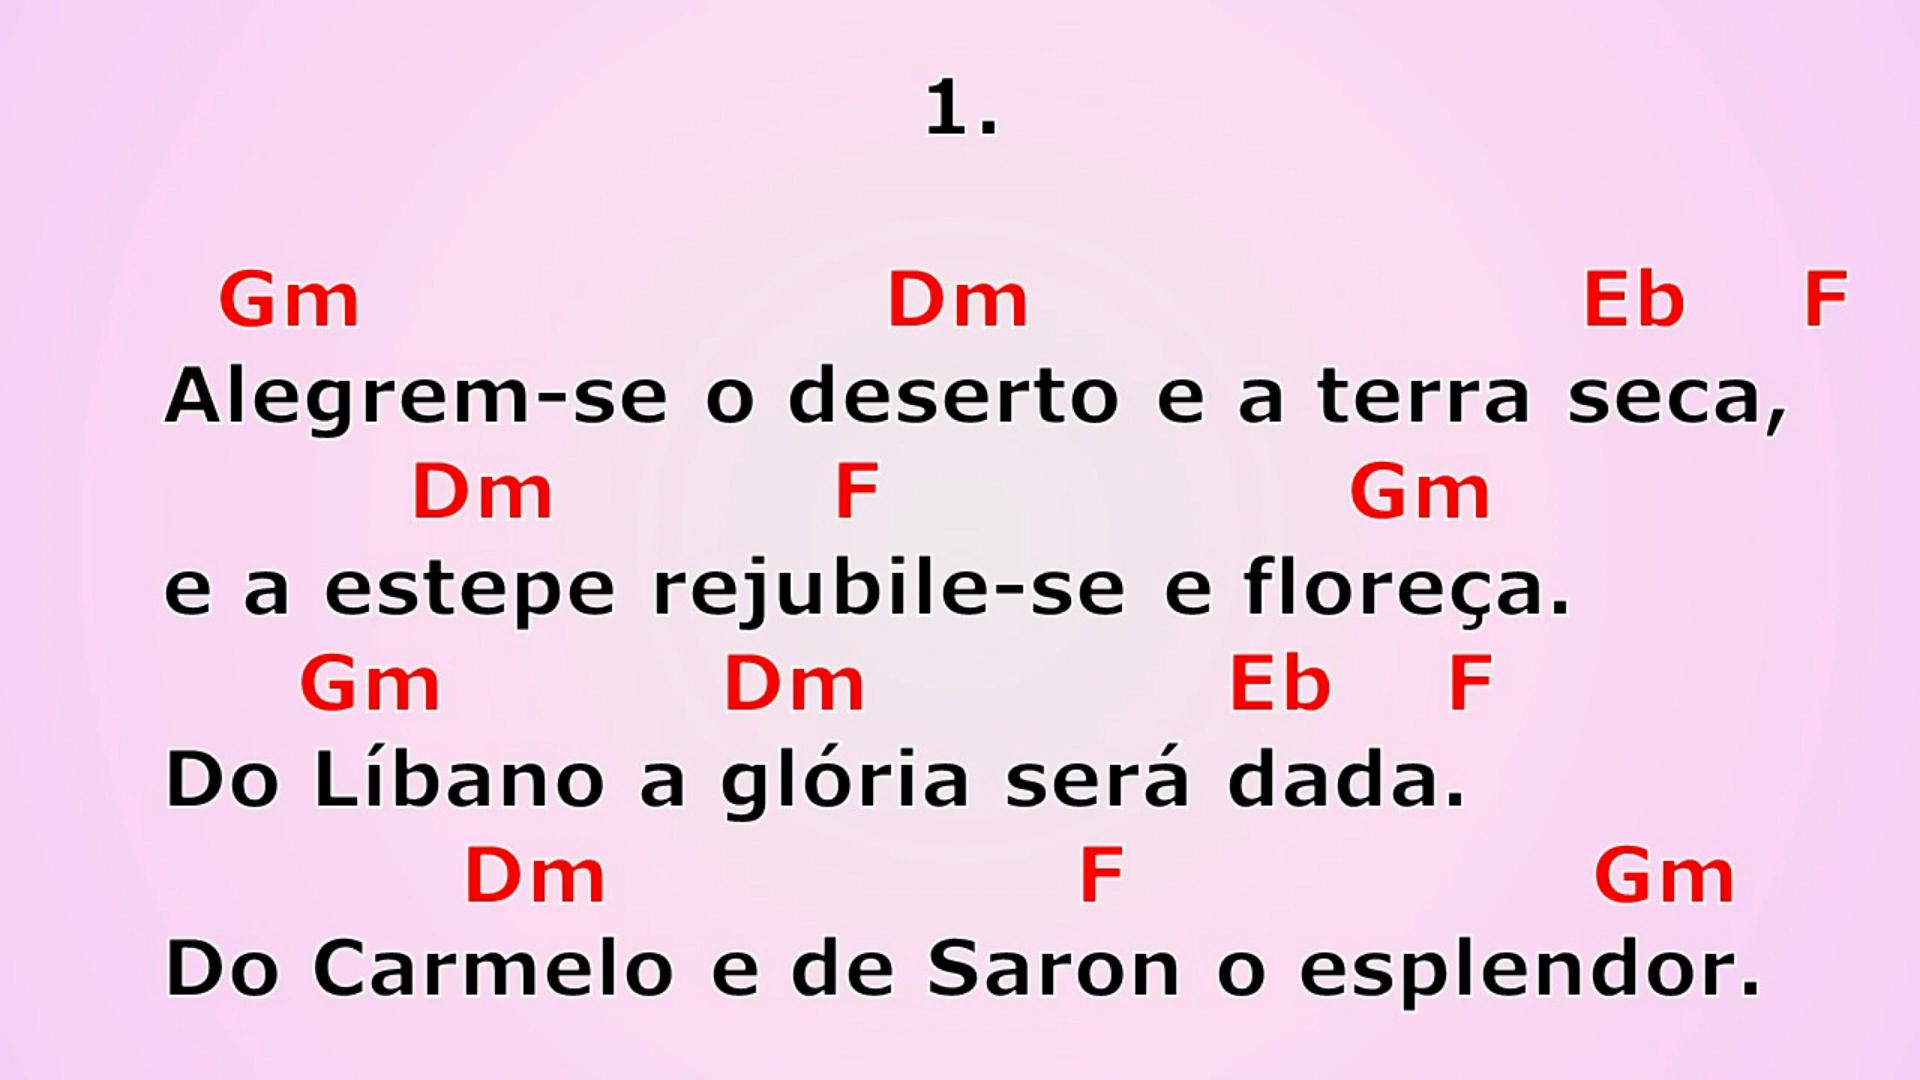 1.
Gm Dm Eb F
Alegrem-se o deserto e a terra seca,
Dm F Gm
e a estepe rejubile-se e floreça.
Gm Dm Eb F
Do Líbano a glória será dada.
Dm F Gm
Do Carmelo e de Saron o esplendor.